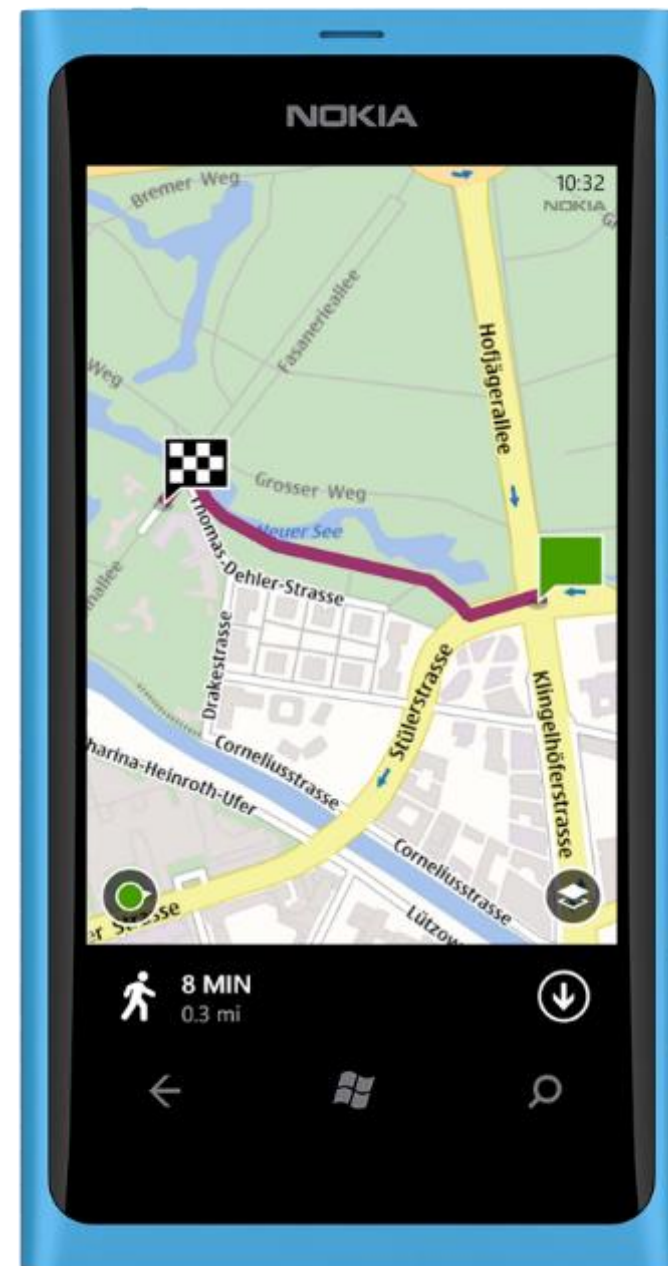 NOKIA
10:32
NOKIA
Bremer Weg
Fasanerieallee
Hofjägerallee
Weg
Grosser Weg
Neuer See
Thomas-Dehler-Strasse
Drakestrasse
Stülerstrasse
Klingelhöferstrasse
Corneliusstrasse
harina-Heinroth-Ufer
Corneliusstrasse
Lützow
er Strasse
8 MIN
0.3 mi